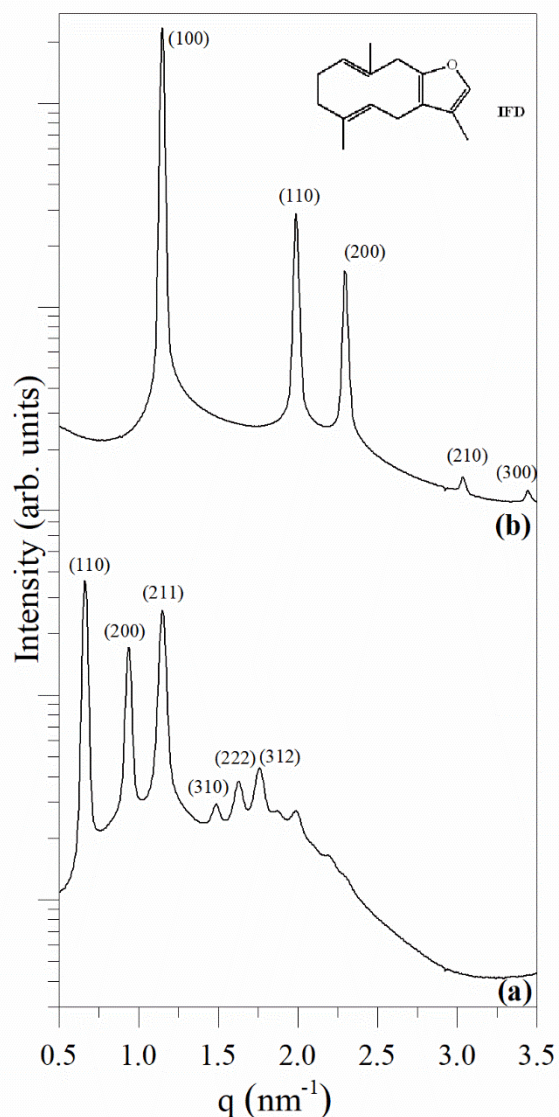 (100)
O
IFD
(110)
(200)
(210)
(300)
(b)
Intensity (arb. units)
(110)
(200)
(211)
(310)
(222)
(312)
(a)
0.5 1.0 1.5 2.0 2.5 3.0 3.5
q (nm⁻¹)